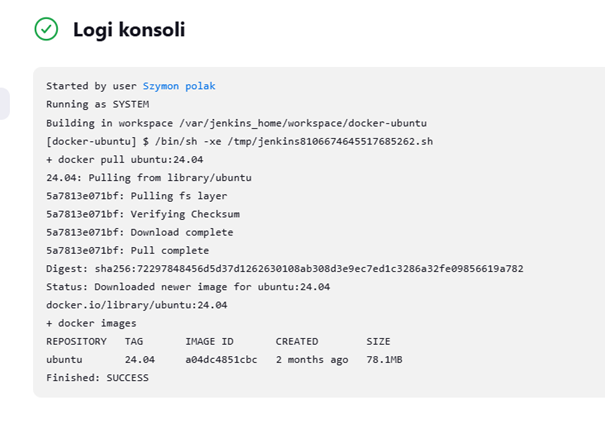 Logi konsoli
Started by user Szymon polak
Running as SYSTEM
Building in workspace /var/jenkins_home/workspace/docker-ubuntu
[docker-ubuntu] $ /bin/sh -xe /tmp/jenkins8106674645517685262.sh
+ docker pull ubuntu:24.04
24.04: Pulling from library/ubuntu
5a7813e071bf: Pulling fs layer
5a7813e071bf: Verifying Checksum
5a7813e071bf: Download complete
5a7813e071bf: Pull complete
Digest: sha256:72297848456d5d37d1262630108ab308d3e9ec7ed1c3286a32fe09856619a782
Status: Downloaded newer image for ubuntu:24.04
docker.io/library/ubuntu:24.04
+ docker images
REPOSITORY   TAG       IMAGE ID       CREATED        SIZE
ubuntu       24.04     a04dc4851cbc   2 months ago   78.1MB
Finished: SUCCESS